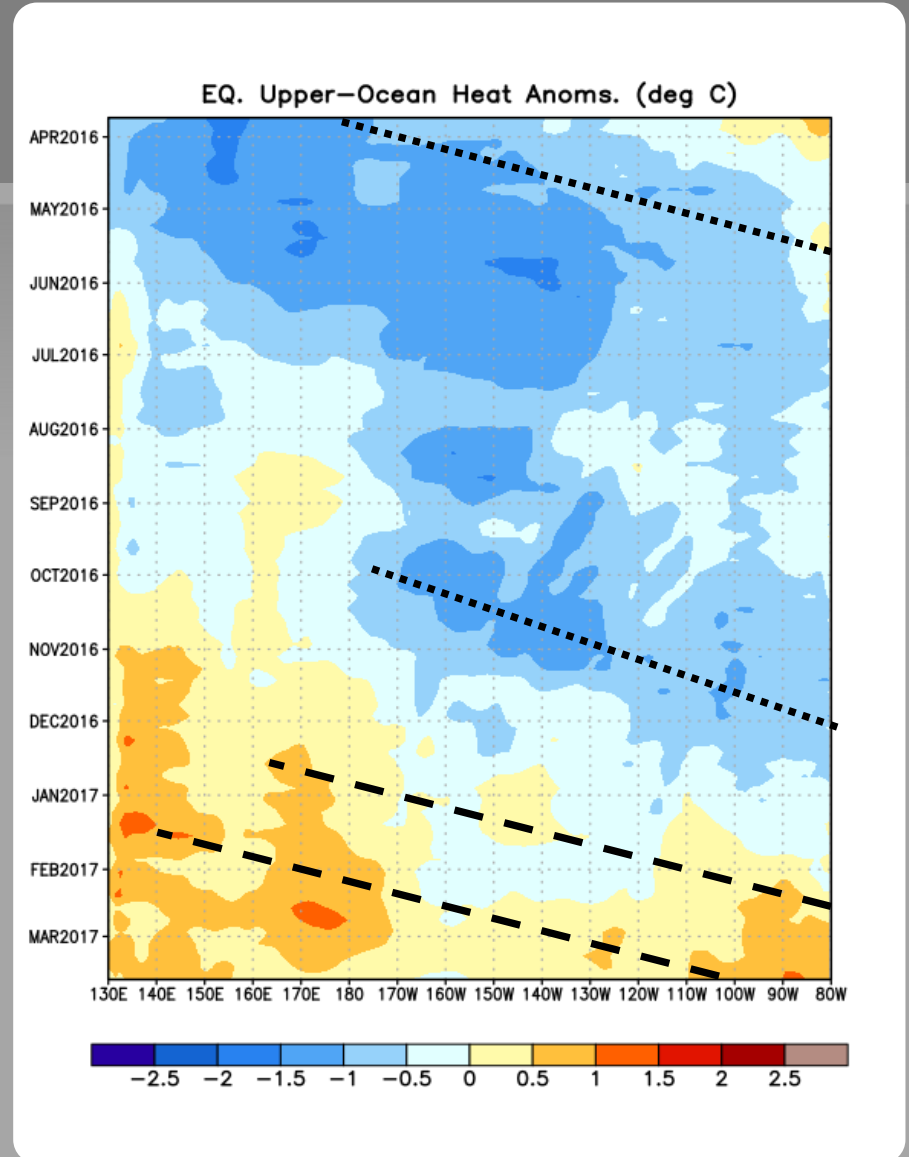 EQ. Upper-Ocean Heat Anoms. (deg C)
APR2016
MAY2016
JUN2016
JUL2016
AUG2016
SEP2016
OCT2016
NOV2016
DEC2016
JAN2017
FEB2017
MAR2017
130E 140E 150E 160E 170E 180 170W 160W 150W 140W 130W 120W 110W 100W 90W 80W
-2.5 -2 -1.5 -1 -0.5 0 0.5 1 1.5 2 2.5